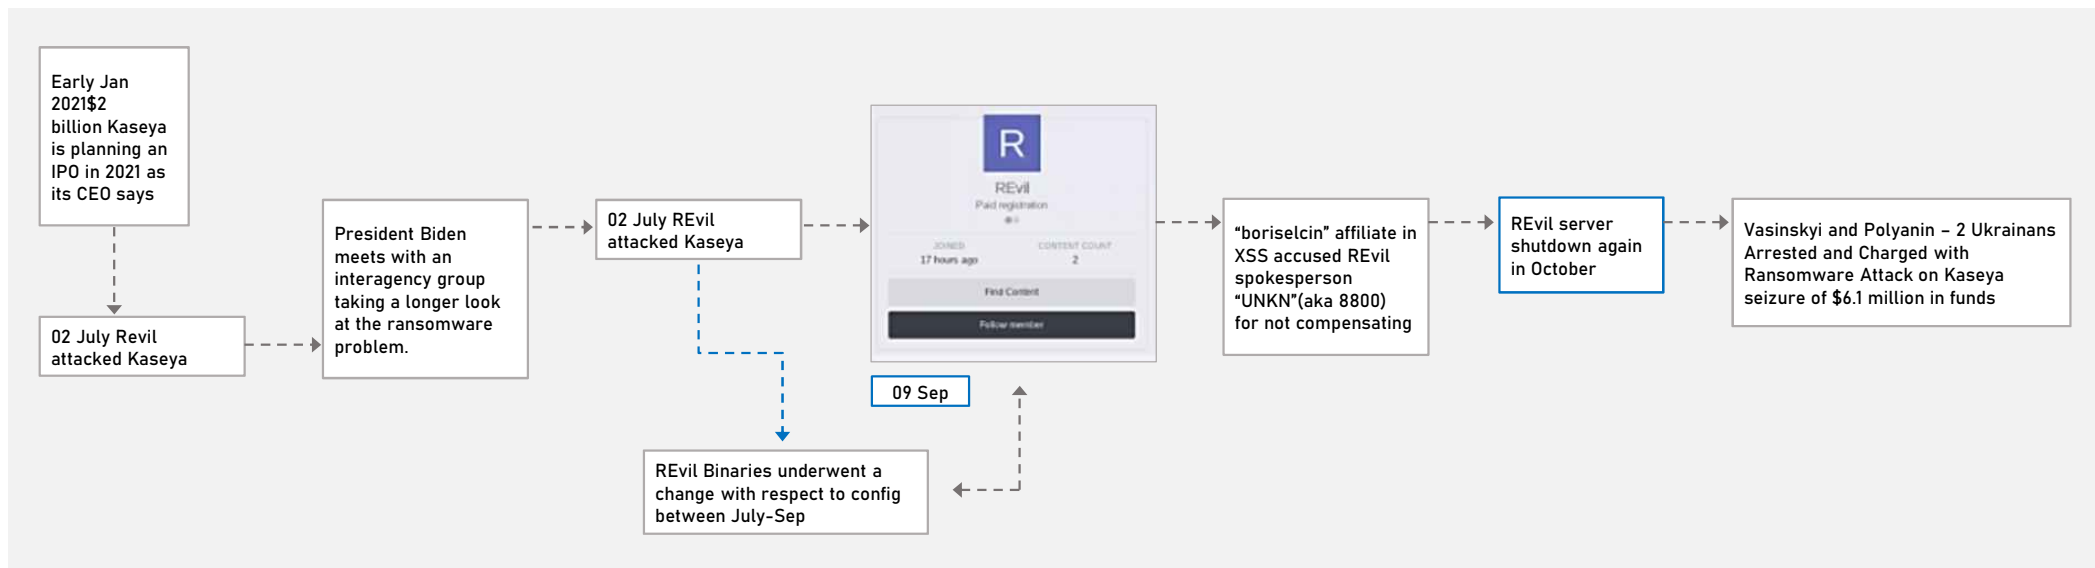 Early Jan
2021$2
billion Kaseya
is planning an
IPO in 2021 as
its CEO says
02 July Revil
attacked Kaseya
President Biden
meets with an
interagency group
taking a longer look
at the ransomware
problem.
02 July REvil
attacked Kaseya
REvil Binaries underwent a
change with respect to config
between July-Sep
R
REvil
Paid registration
JOINED
17 hours ago
CONTENT COUNT
2
Find Content
Follow member
09 Sep
“boriselcin” affiliate in
XSS accused REvil
spokesperson
“UNKN”(aka 8800)
for not compensating
REvil server
shutdown again
in October
Vasinskyi and Polyanin – 2 Ukrainans
Arrested and Charged with
Ransomware Attack on Kaseya
seizure of $6.1 million in funds